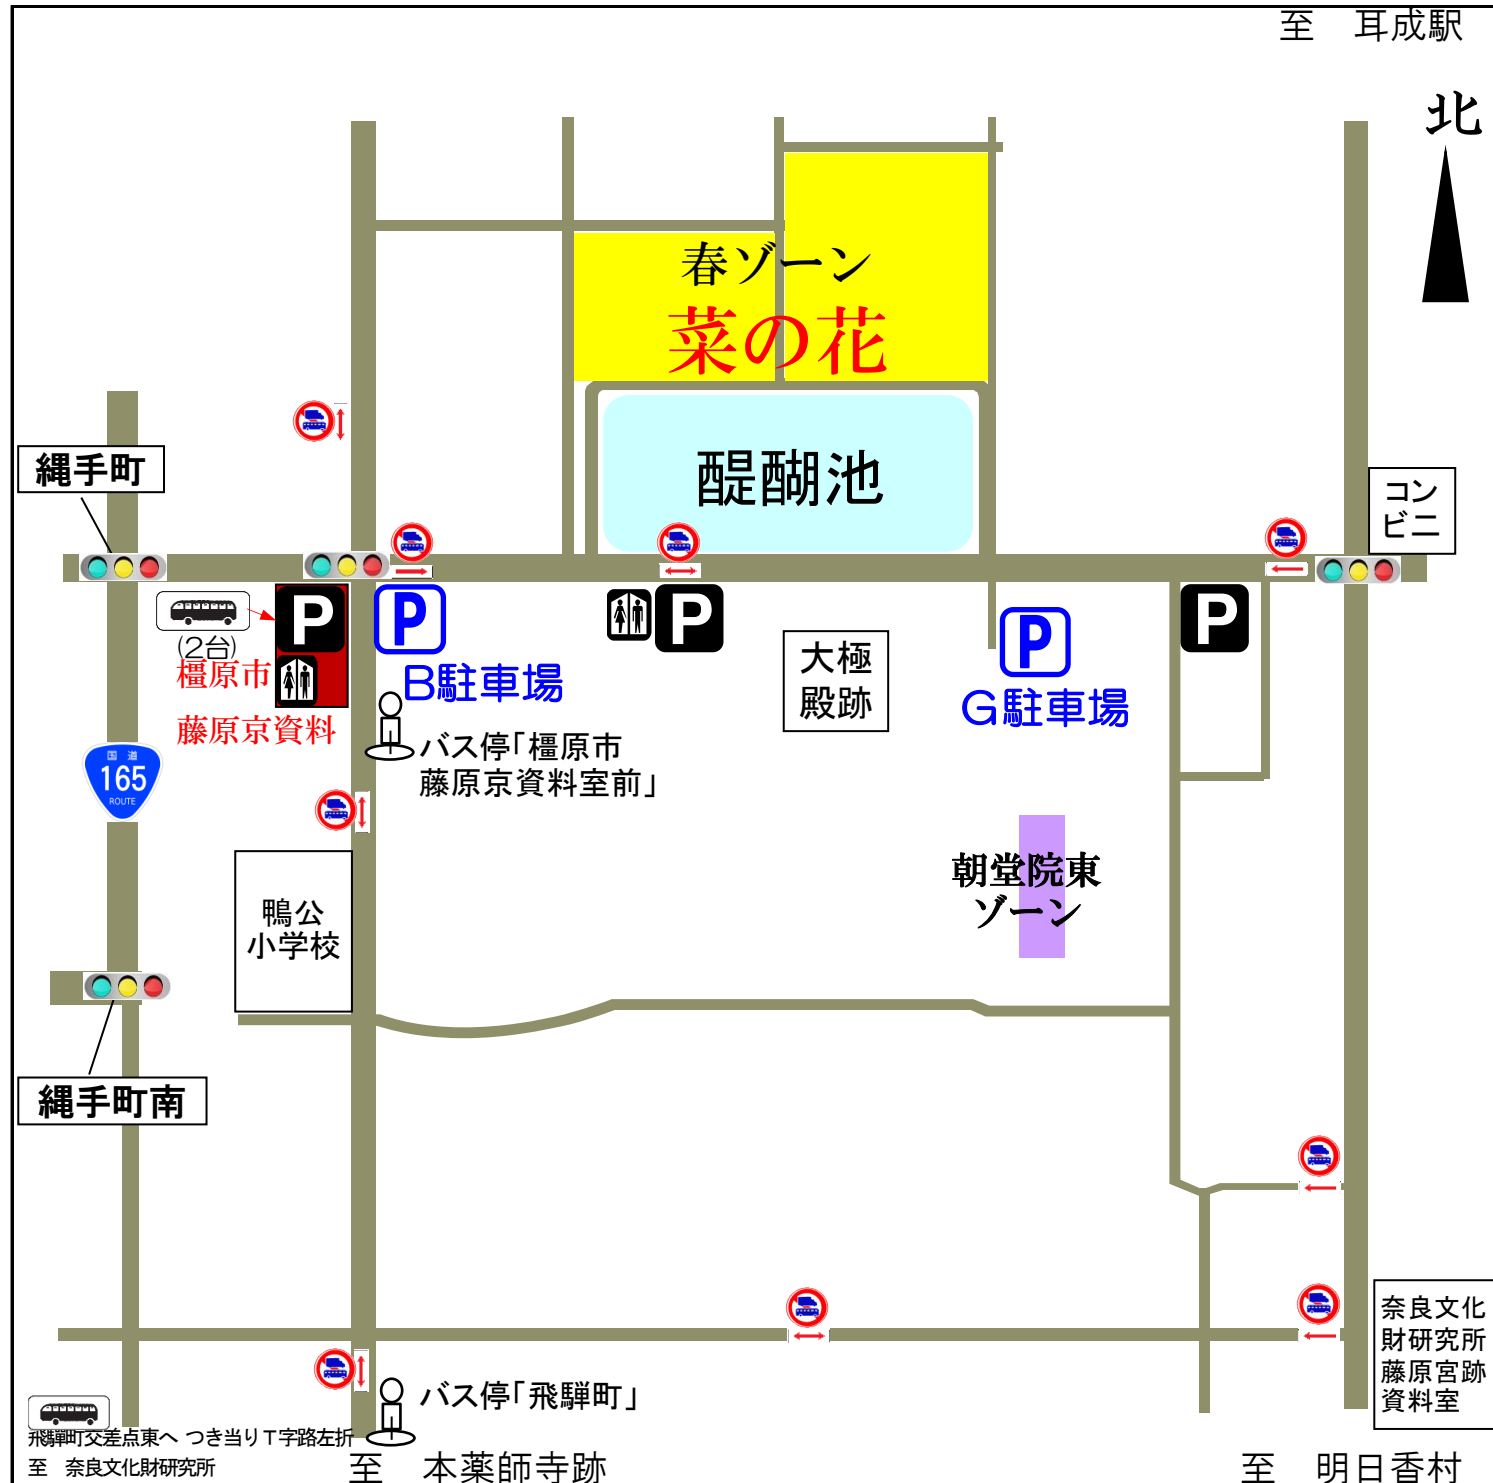 至　耳成駅
北
春ゾーン
菜の花
縄手町
醍醐池
コン
ビニ
P
P
P
P
P
(2台)
橿原市
藤原京資料
B駐車場
大極
殿跡
G駐車場
バス停「橿原市
藤原京資料室前」
国道
165
ROUTE
朝堂院東
ゾーン
鴨公
小学校
縄手町南
奈良文化
財研究所
藤原宮跡
資料室
バス停「飛騨町」
飛騨町交差点東へ つき当りT字路左折
至　奈良文化財研究所
至　本薬師寺跡
至　明日香村